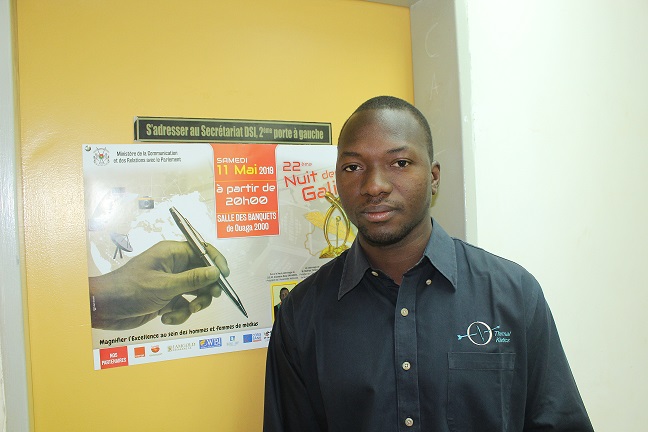 S'adresser au Secrétariat DSI, 2ème porte à gauche
Ministère de la Communication
et des Relations avec le Parlement
SAMEDI
11 Mai 2018
à partir de
20h00
SALLE DES BANQUETS
de Ouaga 2000
22ème
Nuit de
Gali
Magnifier l'Excellence au sein des hommes et femmes de médias
NOS
PARTENAIRES